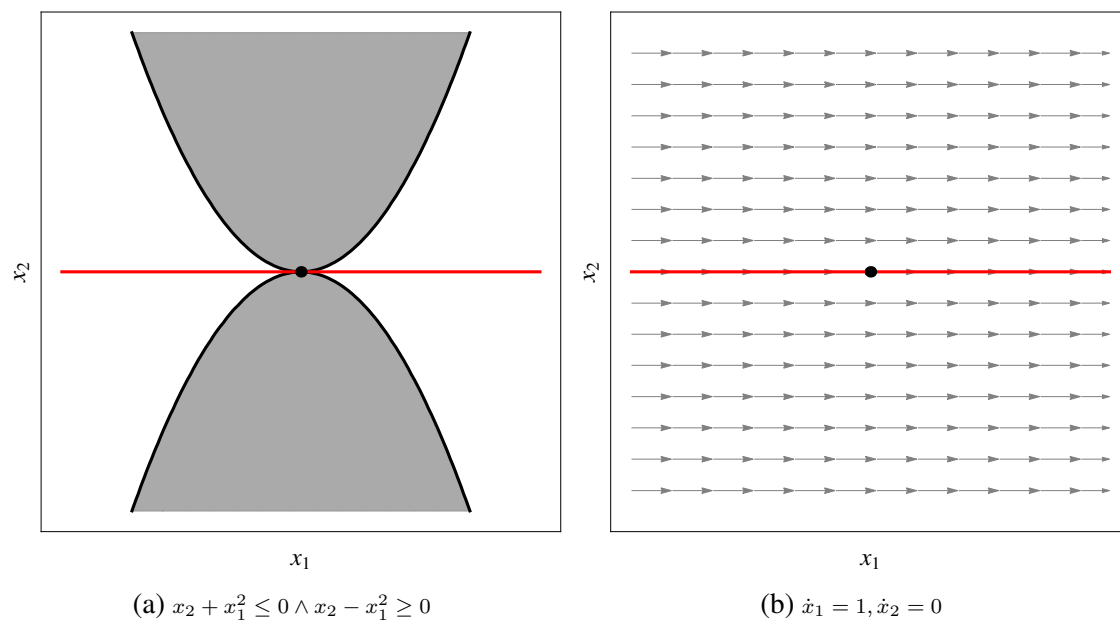 x₂
x₁
(a) x₂ + x₁² ≤ 0 ∧ x₂ − x₁² ≥ 0
x₂
x₁
(b) ẋ₁ = 1, ẋ₂ = 0